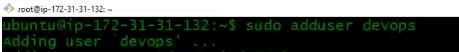 root@ip-172-31-31-132: ~
ubuntu@ip-172-31-31-132:~$ sudo adduser devops
Adding user `devops' ...